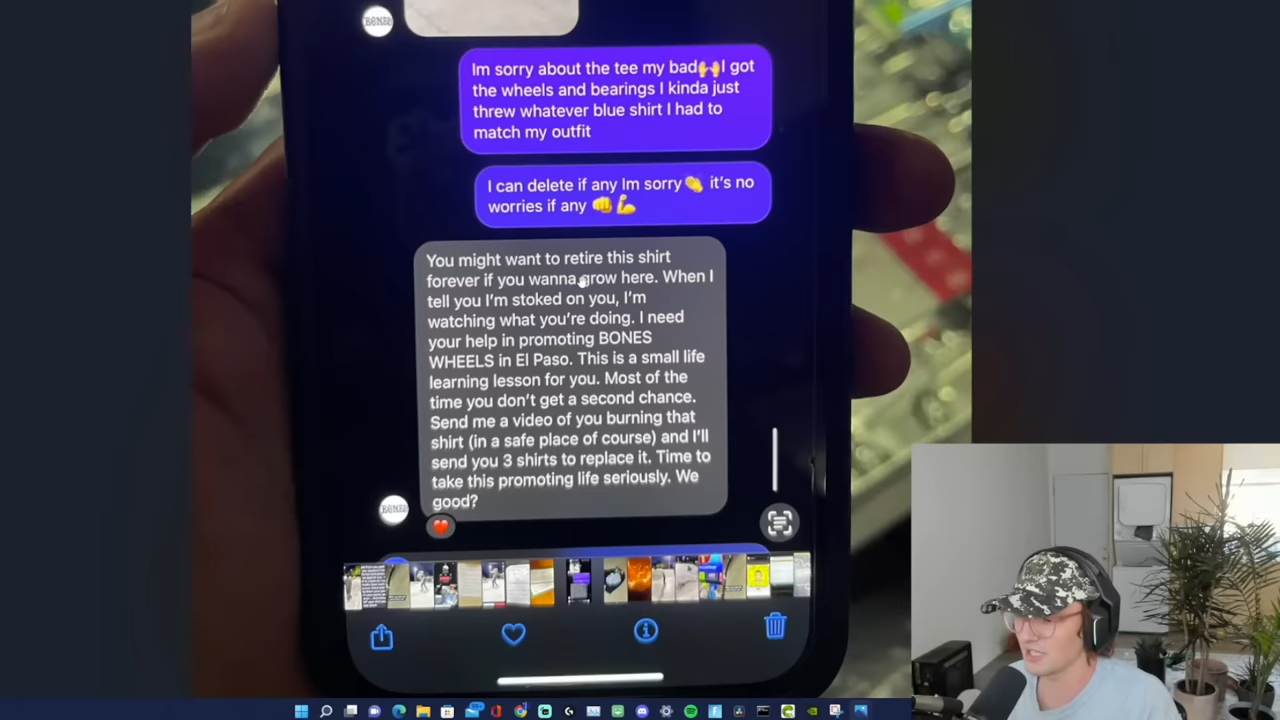 BONES
Im sorry about the tee my bad🙌I got
the wheels and bearings I kinda just
threw whatever blue shirt I had to
match my outfit
I can delete if any Im sorry👏 it's no
worries if any 👊💪
You might want to retire this shirt
forever if you wanna grow here. When I
tell you I'm stoked on you, I'm
watching what you're doing. I need
your help in promoting BONES
WHEELS in El Paso. This is a small life
learning lesson for you. Most of the
time you don't get a second chance.
Send me a video of you burning that
shirt (in a safe place of course) and I'll
send you 3 shirts to replace it. Time to
take this promoting life seriously. We
good?
BONES